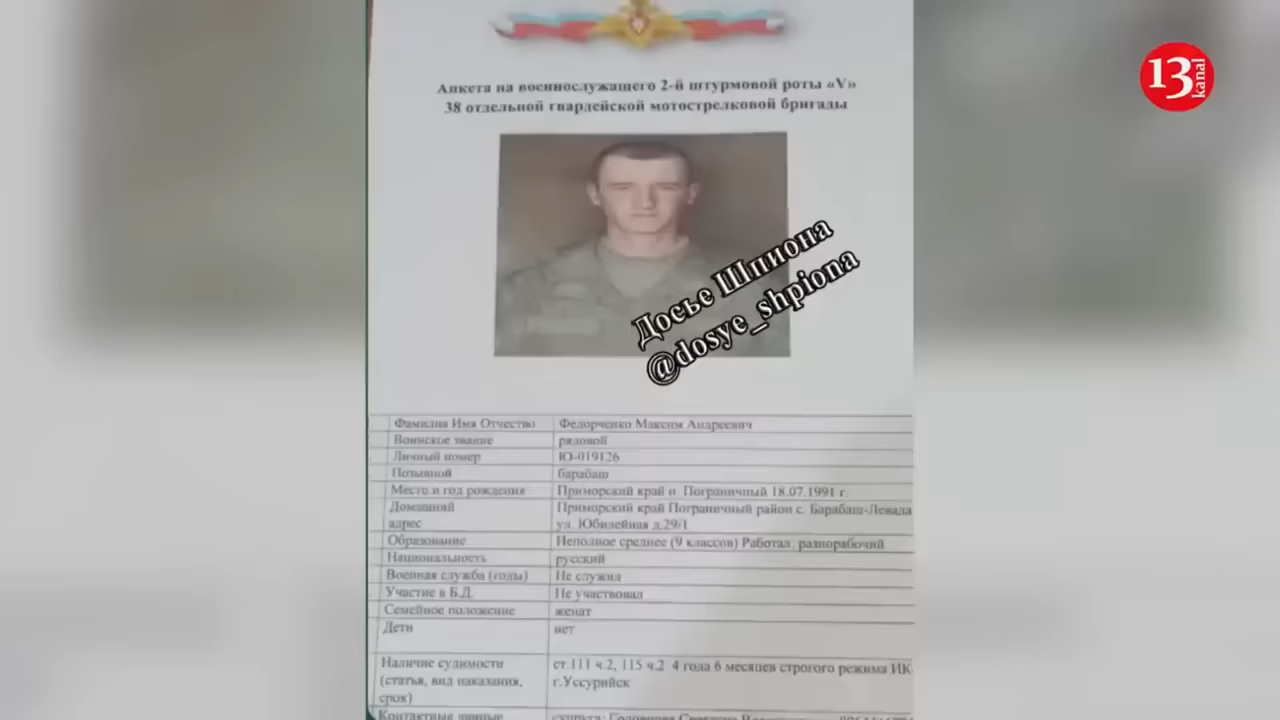 13 kanal
Анкета на военнослужащего 2-й штурмовой роты «V»
38 отдельной гвардейской мотострелковой бригады
Досье Шпиона
@dosye_shpiona
Фамилия Имя Отчество Федорченко Максим Андреевич
Воинское звание рядовой
Личный номер Ю-019126
Позывной барабаш
Место и год рождения Приморский край п. Пограничный 18.07.1991 г.
Домашний Приморский край Пограничный район с. Барабаш-Левада
адрес ул. Юбилейная д.29/1
Образование Неполное среднее (9 классов) Работал: разнорабочий
Национальность русский
Военная служба (годы) Не служил
Участие в Б.Д. Не участвовал
Семейное положение женат
Дети нет
Наличие судимости ст.111 ч.2, 115 ч.2 4 года 6 месяцев строгого режима ИК
(статья, вид наказания, г.Уссурийск
срок)
Контактные данные супруга: